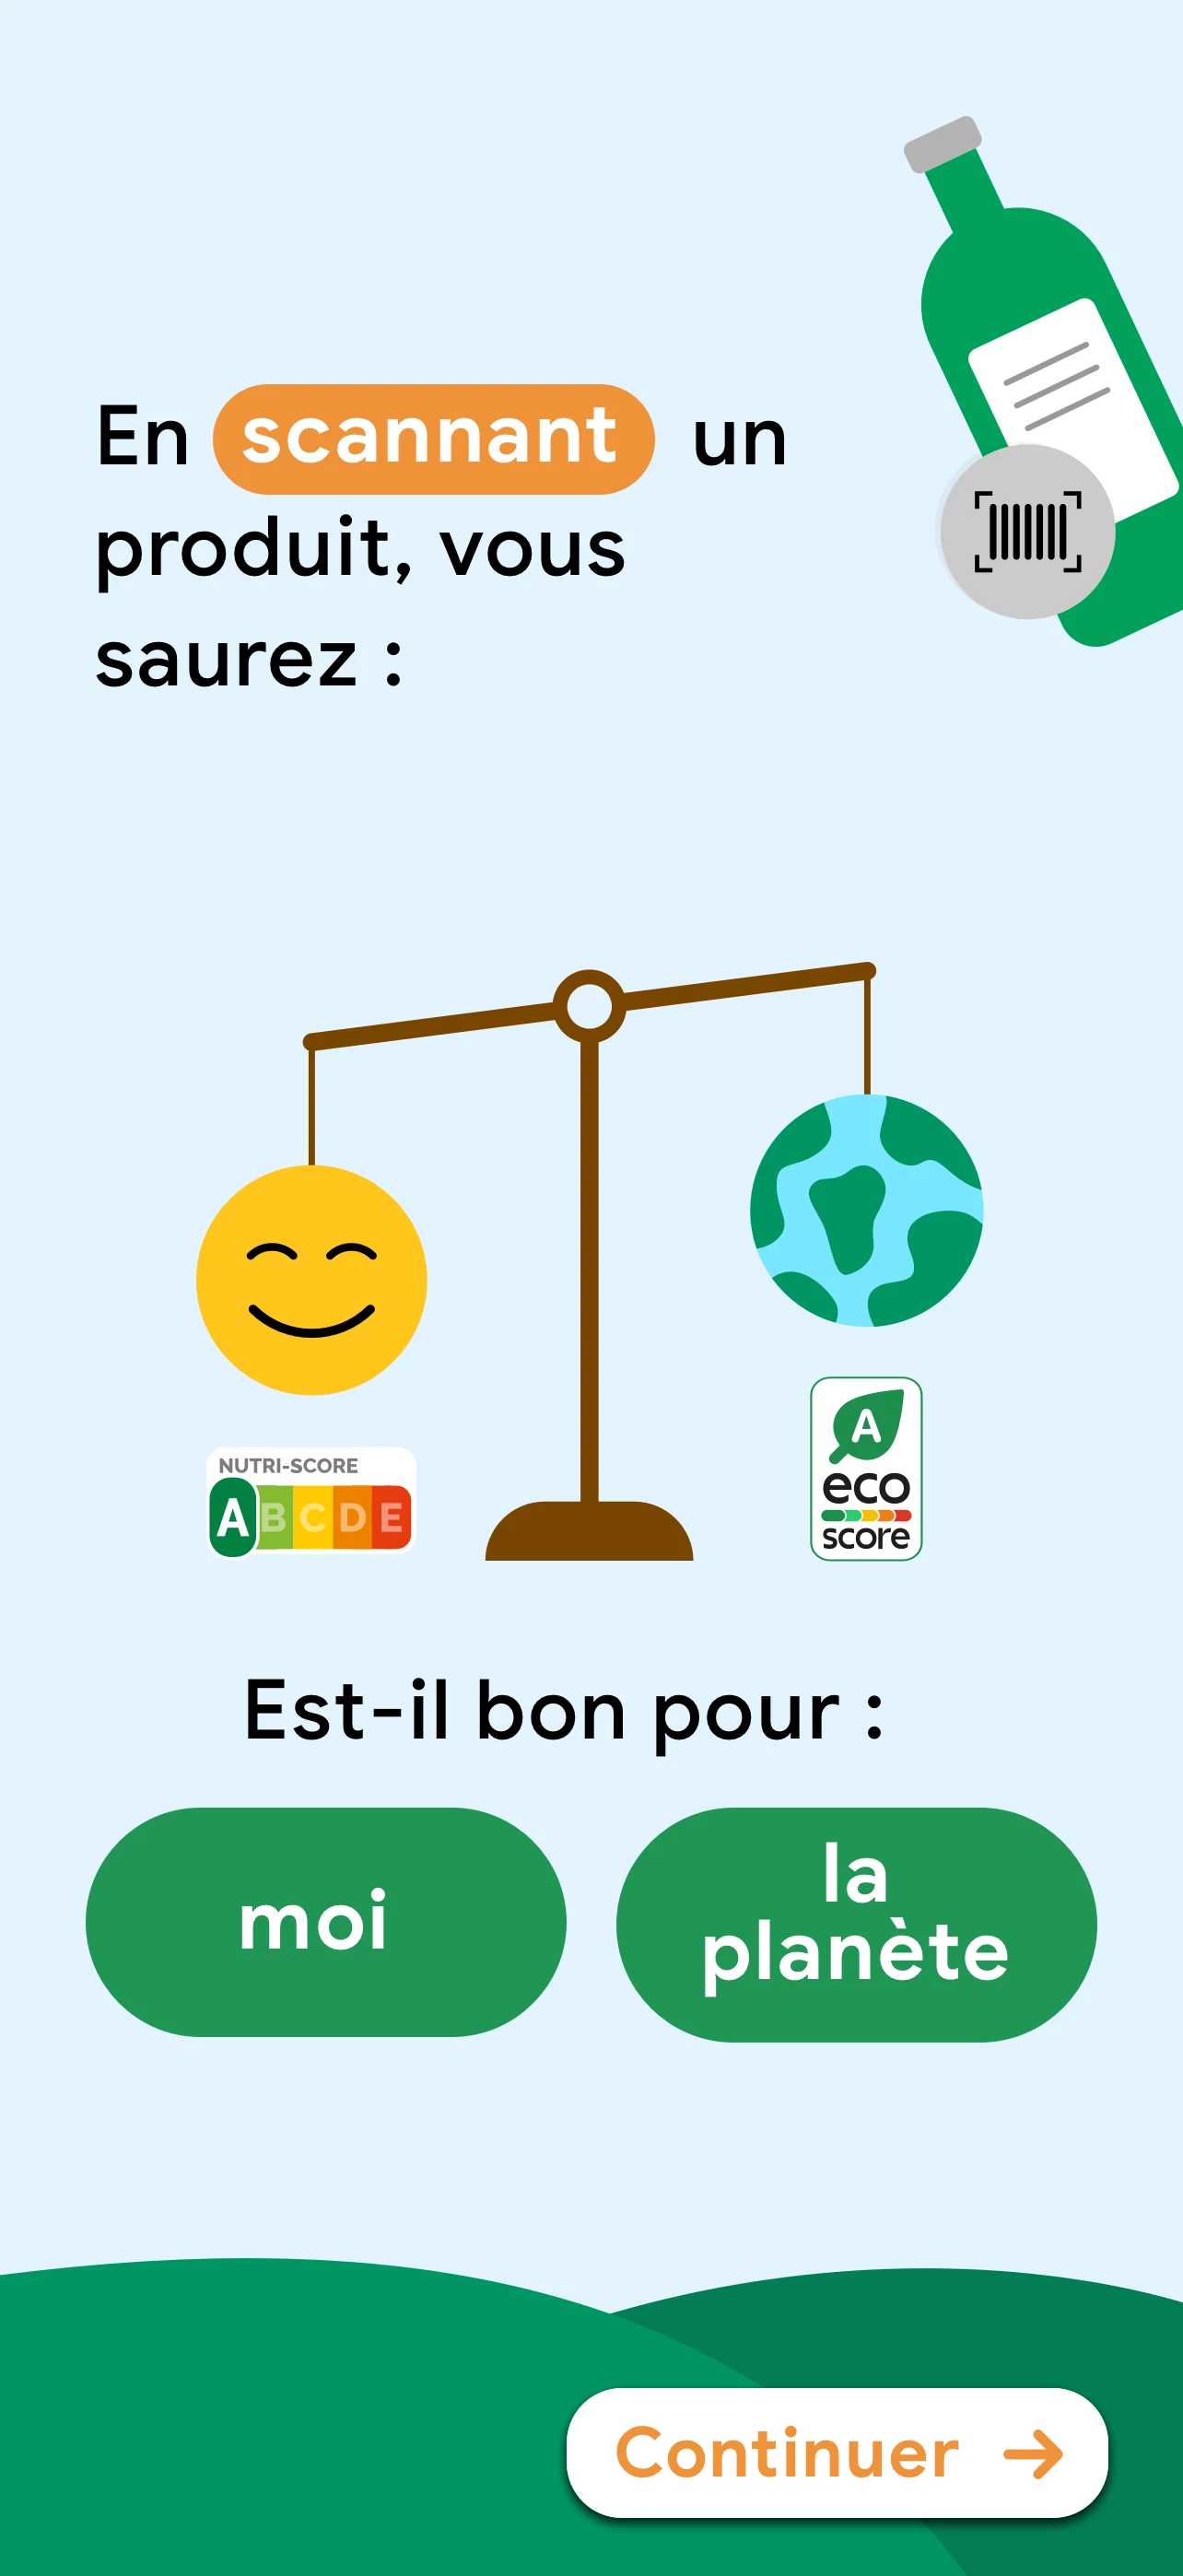 En scannant un
produit, vous
saurez :
NUTRI-SCORE
A B C D E
A
eco
score
Est-il bon pour :
moi
la
planète
Continuer